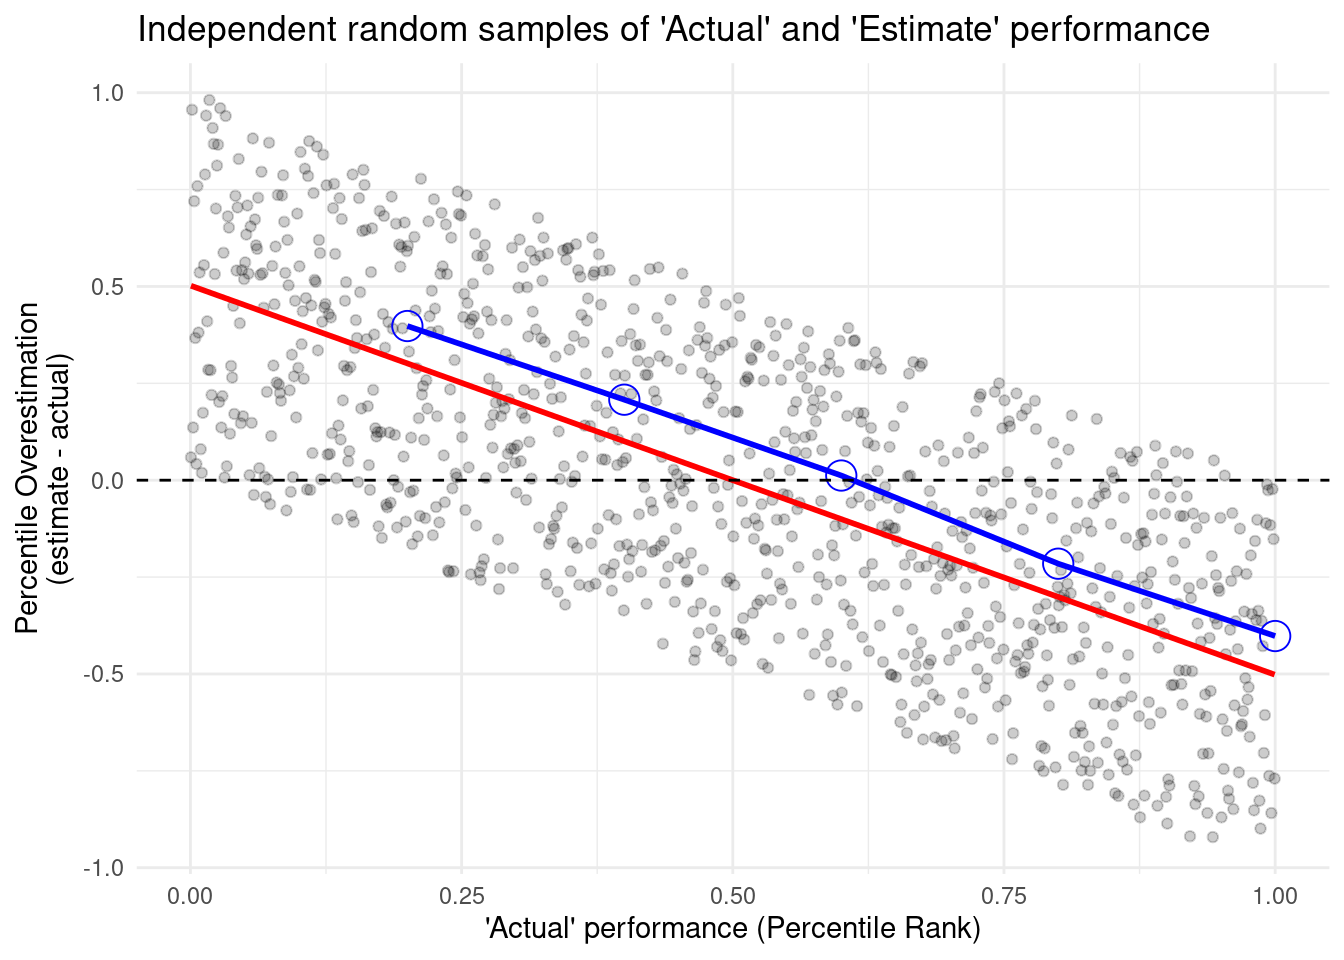 Independent random samples of 'Actual' and 'Estimate' performance
Percentile Overestimation
(estimate - actual)
1.0
0.5
0.0
-0.5
-1.0
0.00
0.25
0.50
0.75
1.00
'Actual' performance (Percentile Rank)